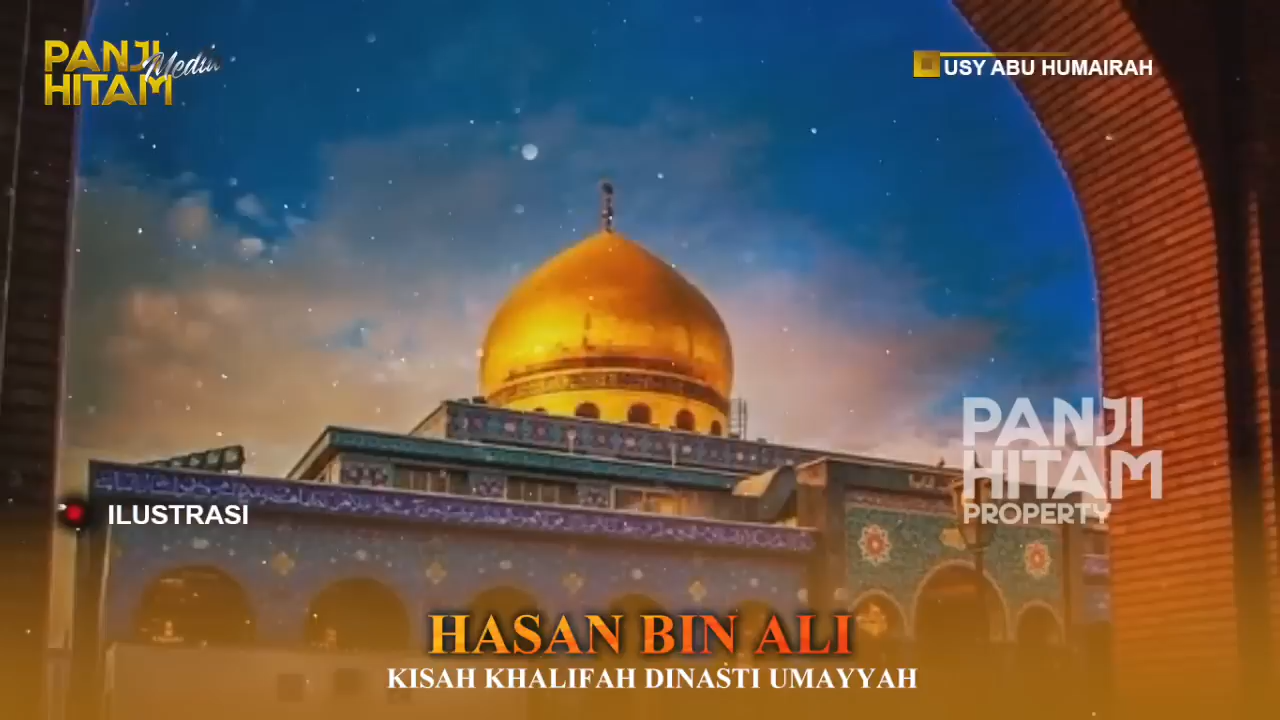 PANJI
HITAM
Media
USY ABU HUMAIRAH
PANJI
HITAM
PROPERTY
ILUSTRASI
HASAN BIN ALI
KISAH KHALIFAH DINASTI UMAYYAH